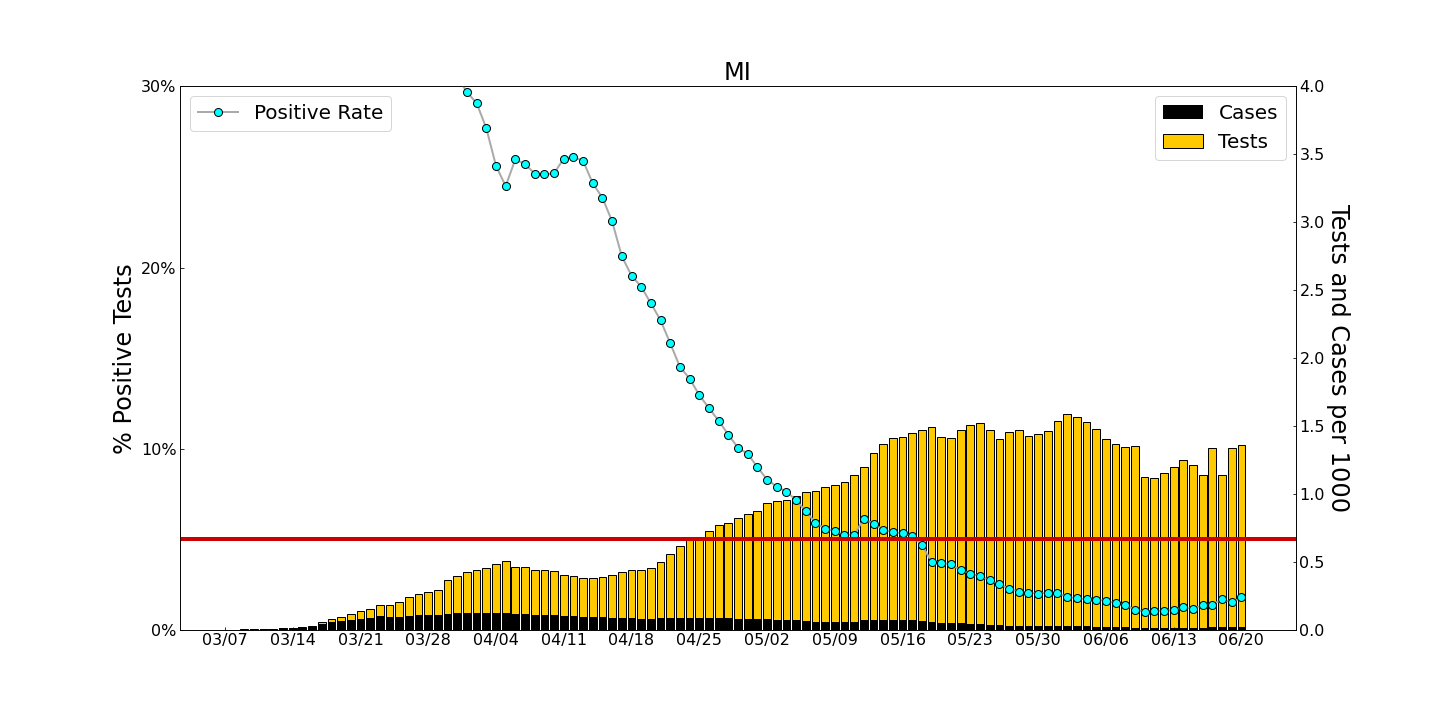 MI
30%
20%
10%
0%
% Positive Tests
Positive Rate
Cases
Tests
4.0
3.5
3.0
2.5
2.0
1.5
1.0
0.5
0.0
Tests and Cases per 1000
03/07 03/14 03/21 03/28 04/04 04/11 04/18 04/25 05/02 05/09 05/16 05/23 05/30 06/06 06/13 06/20